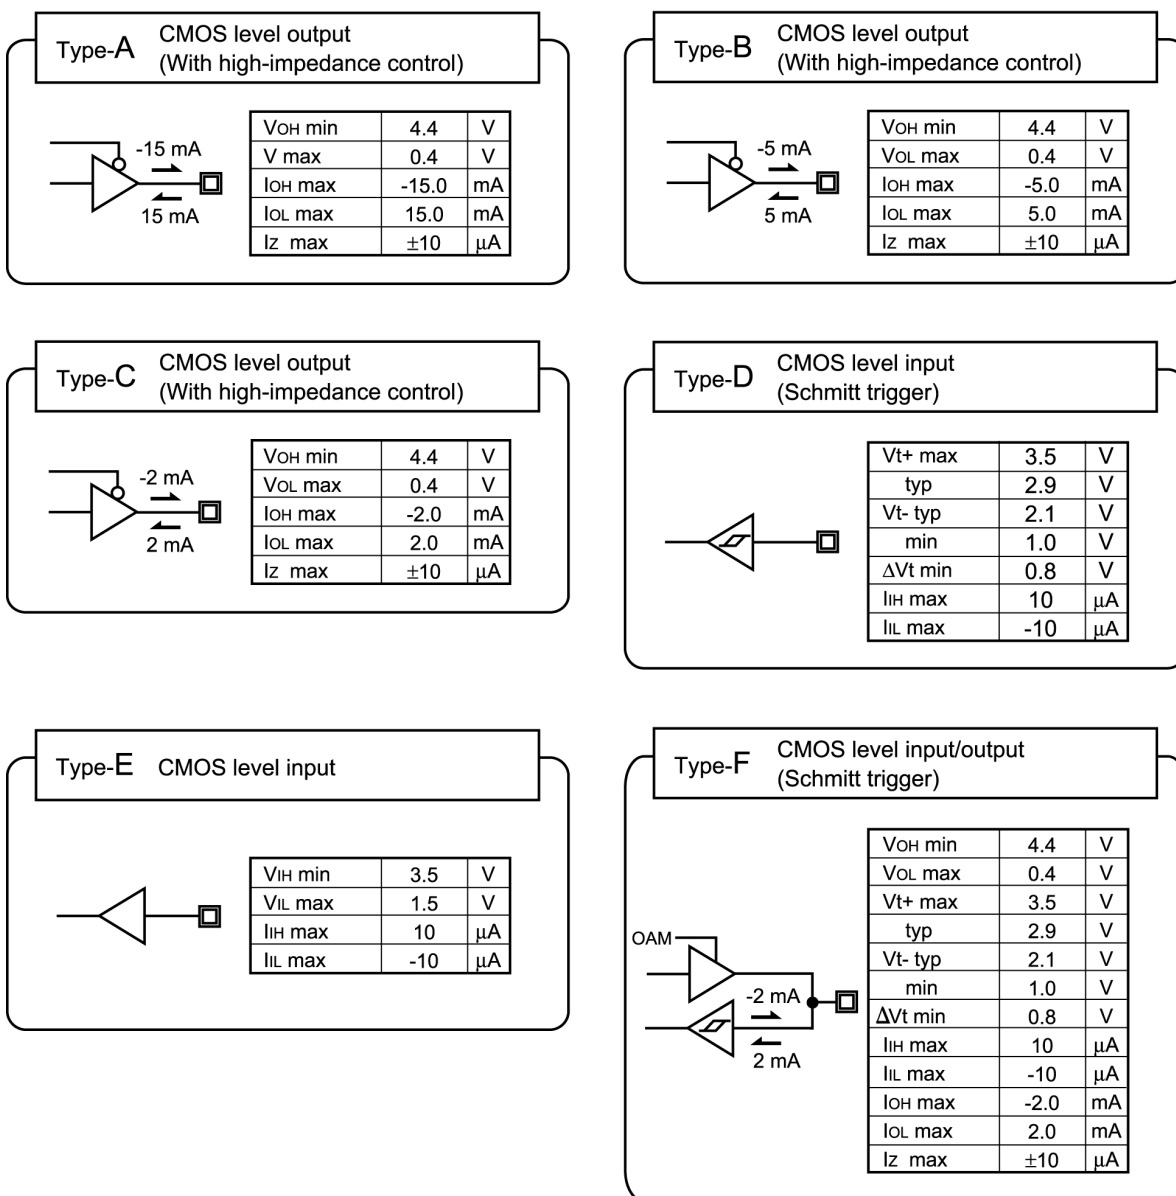 Type-A CMOS level output
(With high-impedance control)
-15 mA
15 mA
VOH min 4.4 V
V max 0.4 V
IOH max -15.0 mA
IOL max 15.0 mA
IZ max ±10 μA
Type-B CMOS level output
(With high-impedance control)
-5 mA
5 mA
VOH min 4.4 V
VOL max 0.4 V
IOH max -5.0 mA
IOL max 5.0 mA
IZ max ±10 μA
Type-C CMOS level output
(With high-impedance control)
-2 mA
2 mA
VOH min 4.4 V
VOL max 0.4 V
IOH max -2.0 mA
IOL max 2.0 mA
IZ max ±10 μA
Type-D CMOS level input
(Schmitt trigger)
Vt+ max 3.5 V
typ 2.9 V
Vt- typ 2.1 V
min 1.0 V
ΔVt min 0.8 V
IIH max 10 μA
IIL max -10 μA
Type-E CMOS level input
VIH min 3.5 V
VIL max 1.5 V
IIH max 10 μA
IIL max -10 μA
Type-F CMOS level input/output
(Schmitt trigger)
OAM
-2 mA
2 mA
VOH min 4.4 V
VOL max 0.4 V
Vt+ max 3.5 V
typ 2.9 V
Vt- typ 2.1 V
min 1.0 V
ΔVt min 0.8 V
IIH max 10 μA
IIL max -10 μA
IOH max -2.0 mA
IOL max 2.0 mA
IZ max ±10 μA